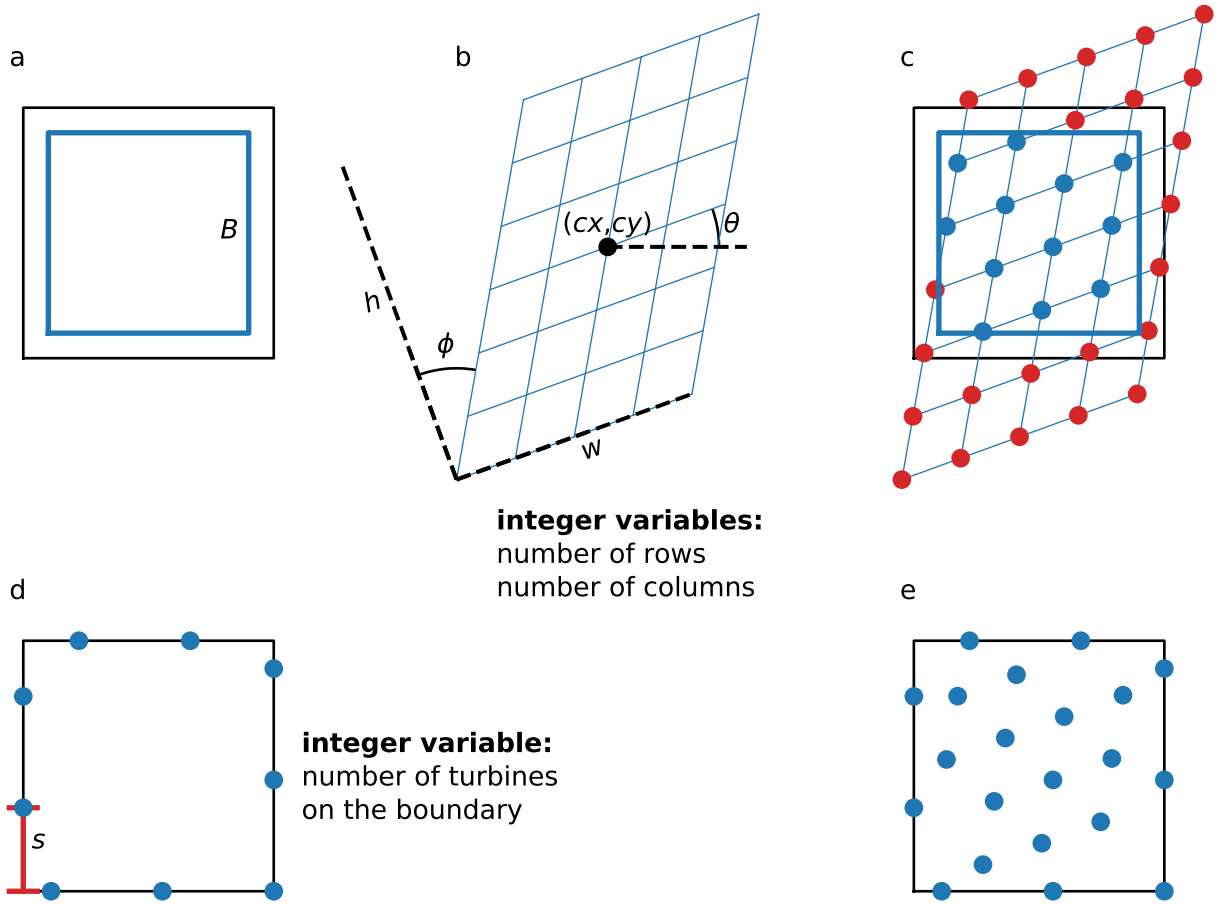 a
b
c
B
(cx,cy)
θ
h
ϕ
w
integer variables:
number of rows
number of columns
d
e
integer variable:
number of turbines
on the boundary
s